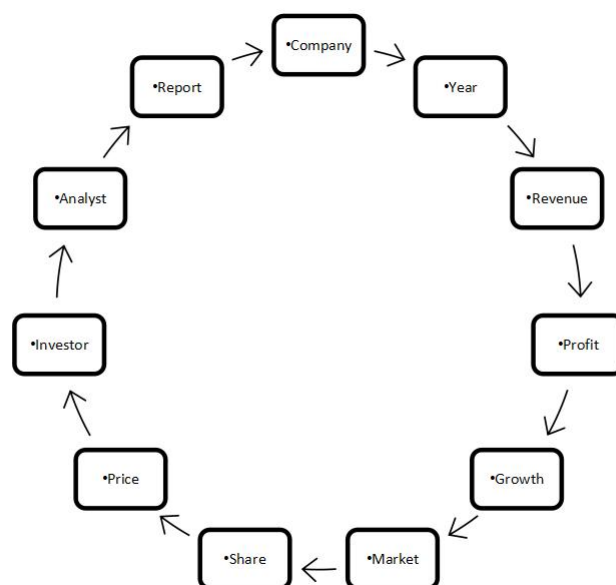 •Company
•Year
•Revenue
•Profit
•Growth
•Market
•Share
•Price
•Investor
•Analyst
•Report